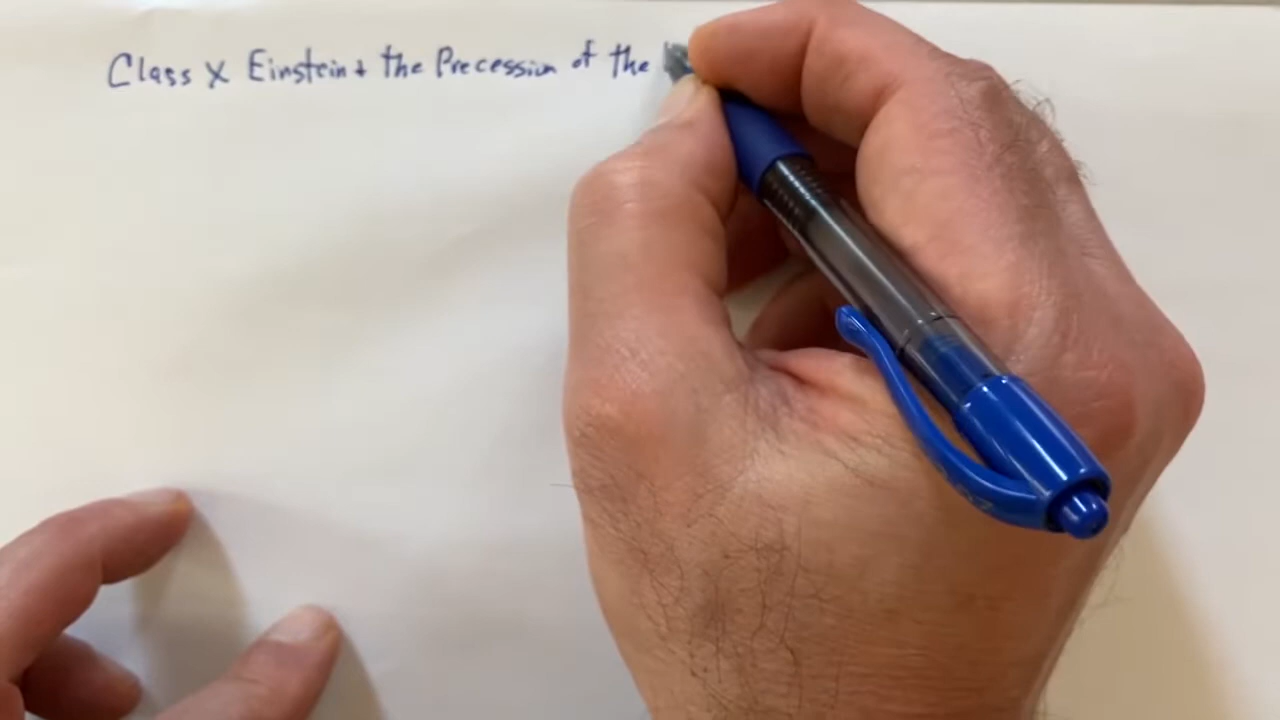 Class X Einstein + the Precession of the